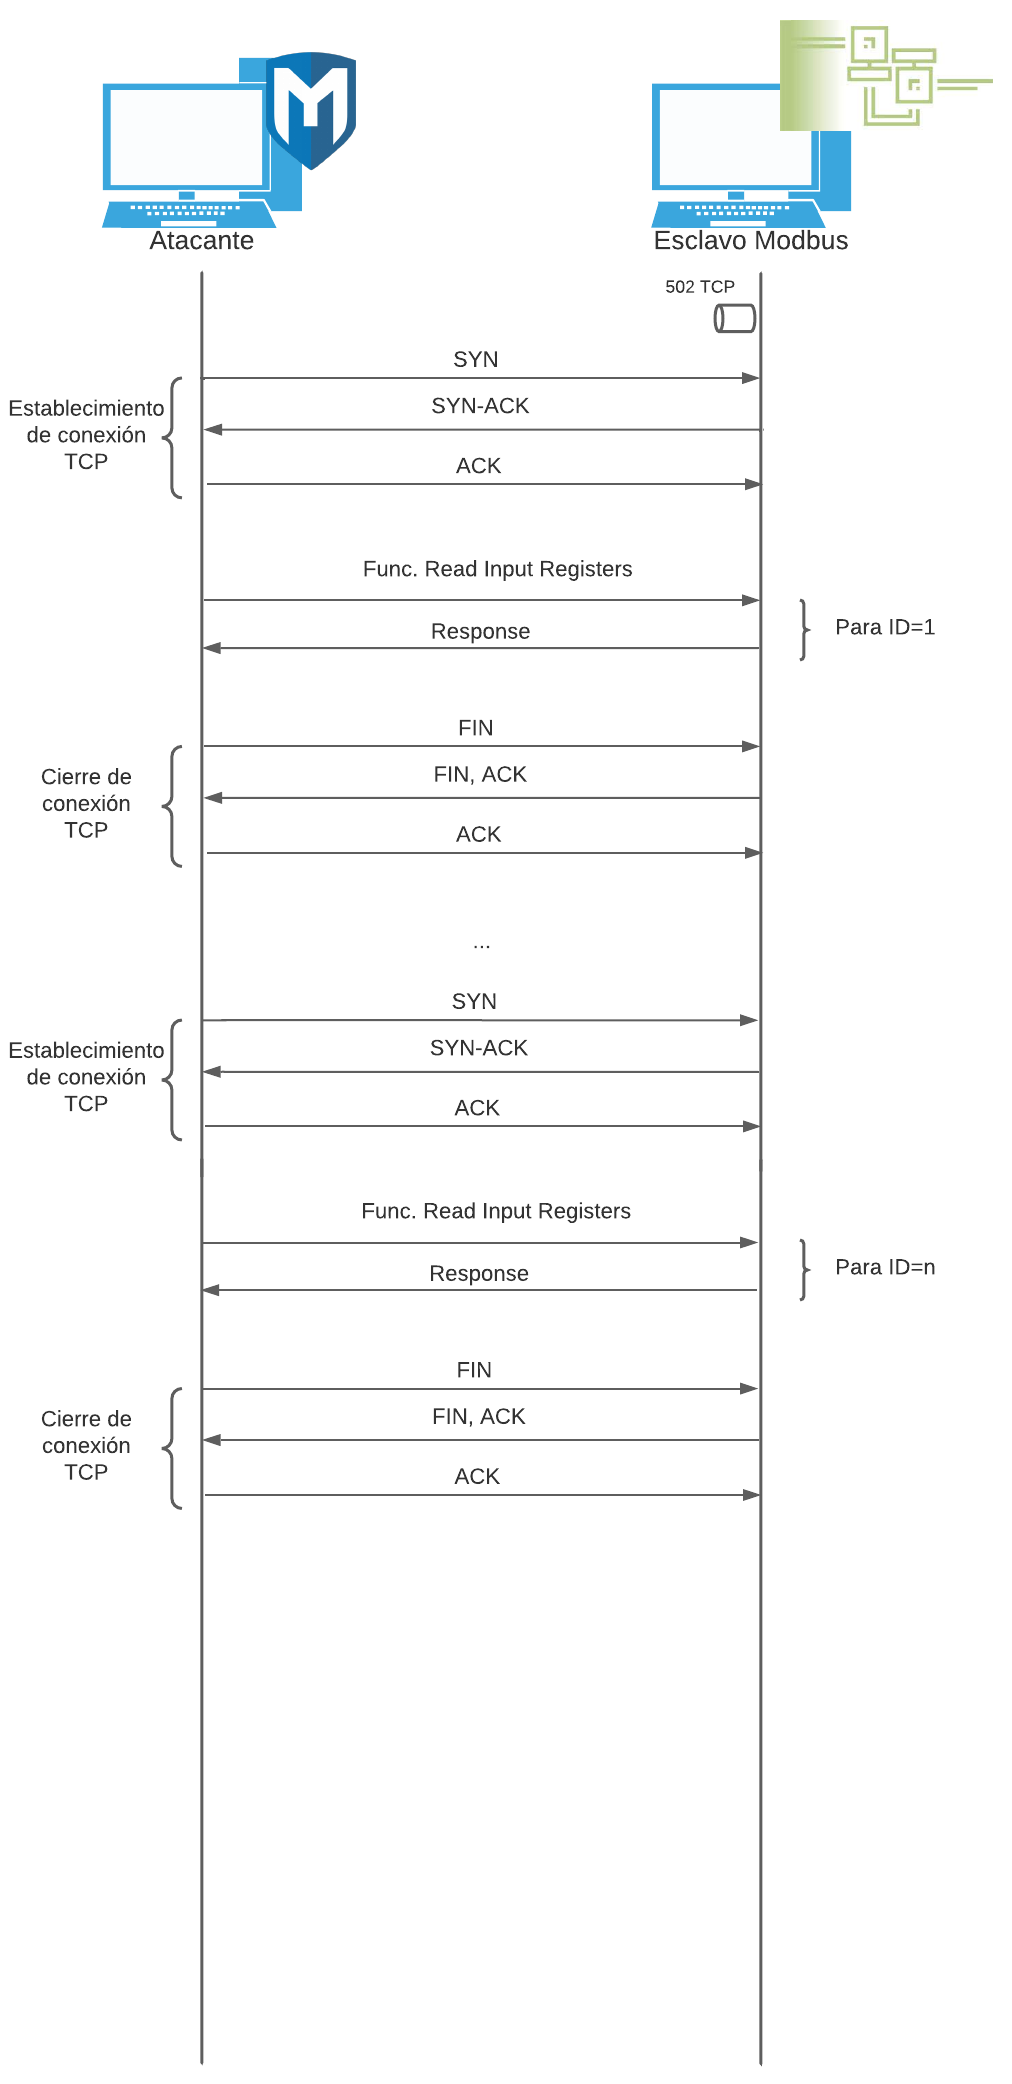 Atacante
Esclavo Modbus
502 TCP
SYN
SYN-ACK
ACK
Establecimiento
de conexión
TCP
Func. Read Input Registers
Response
Para ID=1
FIN
FIN, ACK
ACK
Cierre de
conexión
TCP
...
SYN
SYN-ACK
ACK
Establecimiento
de conexión
TCP
Func. Read Input Registers
Response
Para ID=n
FIN
FIN, ACK
ACK
Cierre de
conexión
TCP